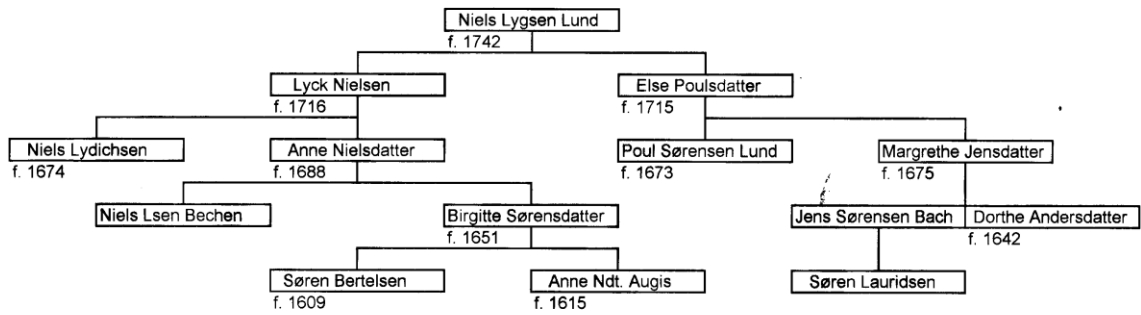 Niels Lygsen Lund
f. 1742
Lyck Nielsen
Else Poulsdatter
f. 1716
f. 1715
Niels Lydichsen
Anne Nielsdatter
Poul Sørensen Lund
Margrethe Jensdatter
f. 1674
f. 1688
f. 1673
f. 1675
Niels Lsen Bechen
Birgitte Sørensdatter
Jens Sørensen Bach
Dorthe Andersdatter
f. 1651
f. 1642
Søren Bertelsen
Anne Ndt. Augis
Søren Lauridsen
f. 1609
f. 1615